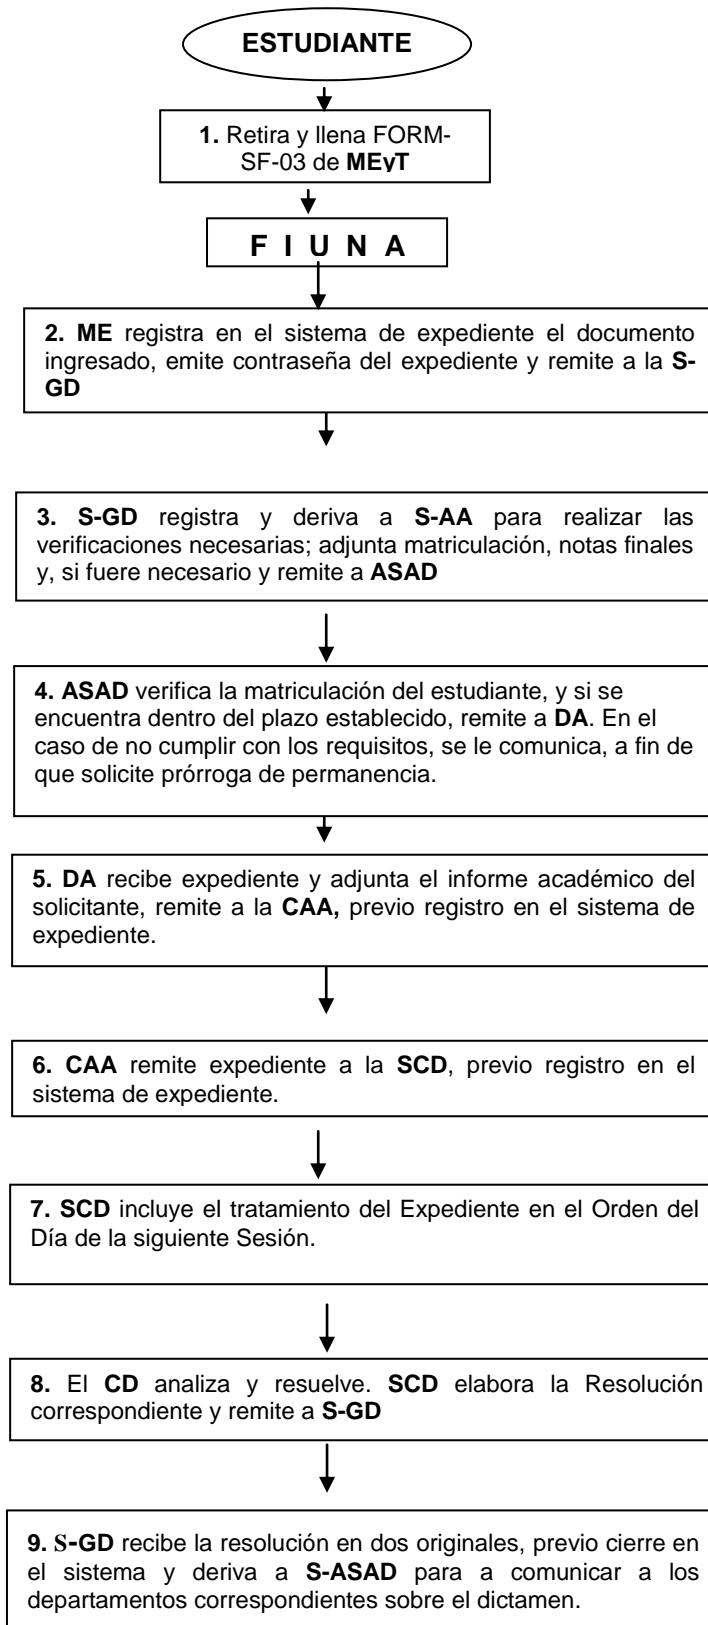 ESTUDIANTE
1. Retira y llena FORM-
SF-03 de MEyT
F I U N A
2. ME registra en el sistema de expediente el documento
ingresado, emite contraseña del expediente y remite a la S-
GD
3. S-GD registra y deriva a S-AA para realizar las
verificaciones necesarias; adjunta matriculación, notas finales
y, si fuere necesario y remite a ASAD
4. ASAD verifica la matriculación del estudiante, y si se
encuentra dentro del plazo establecido, remite a DA. En el
caso de no cumplir con los requisitos, se le comunica, a fin de
que solicite prórroga de permanencia.
5. DA recibe expediente y adjunta el informe académico del
solicitante, remite a la CAA, previo registro en el sistema de
expediente.
6. CAA remite expediente a la SCD, previo registro en el
sistema de expediente.
7. SCD incluye el tratamiento del Expediente en el Orden del
Día de la siguiente Sesión.
8. El CD analiza y resuelve. SCD elabora la Resolución
correspondiente y remite a S-GD
9. S-GD recibe la resolución en dos originales, previo cierre en
el sistema y deriva a S-ASAD para a comunicar a los
departamentos correspondientes sobre el dictamen.